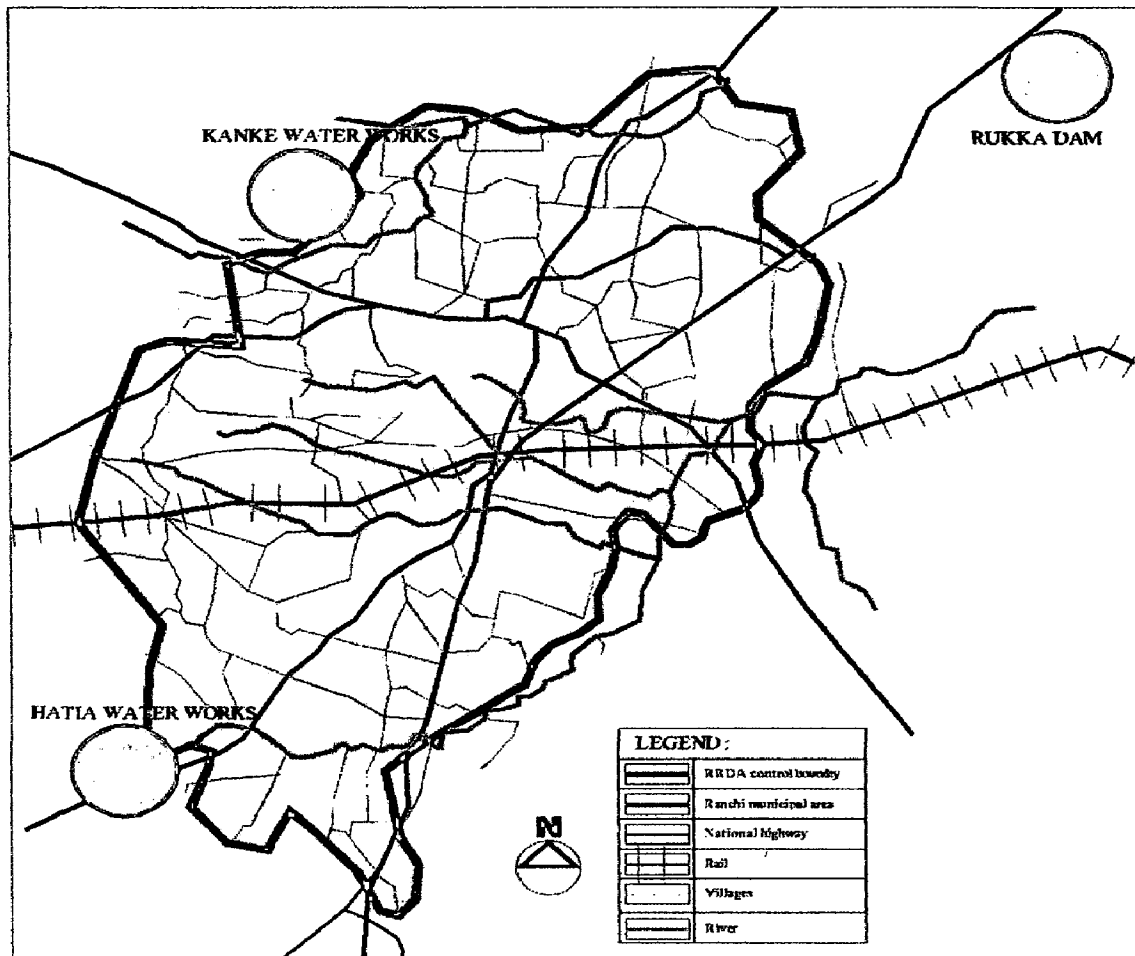 KANKE WATER WORKS
RUKKA DAM
HATIA WATER WORKS
LEGEND :
RRDA control boundry
Ranchi municipal area
National highway
Rail
Villages
River
N